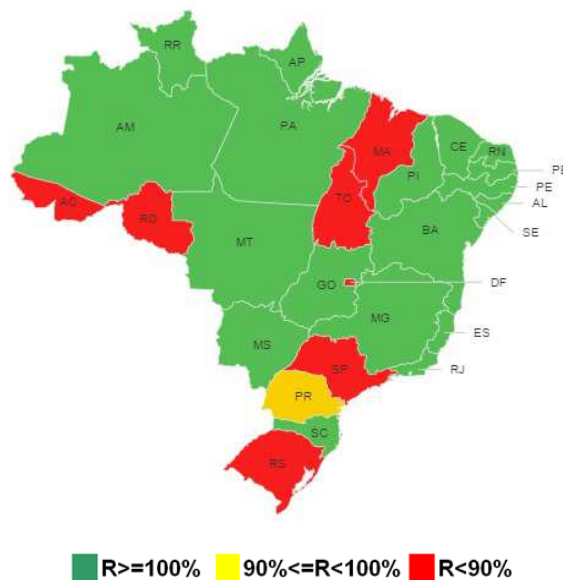 RR
AP
AM
PA
MA
CE
RN
PI
PE
AL
SE
AC
RO
TO
BA
MT
GO
DF
MG
ES
MS
SP
RJ
PR
SC
RS
R>=100% 90%<=R<100% R<90%